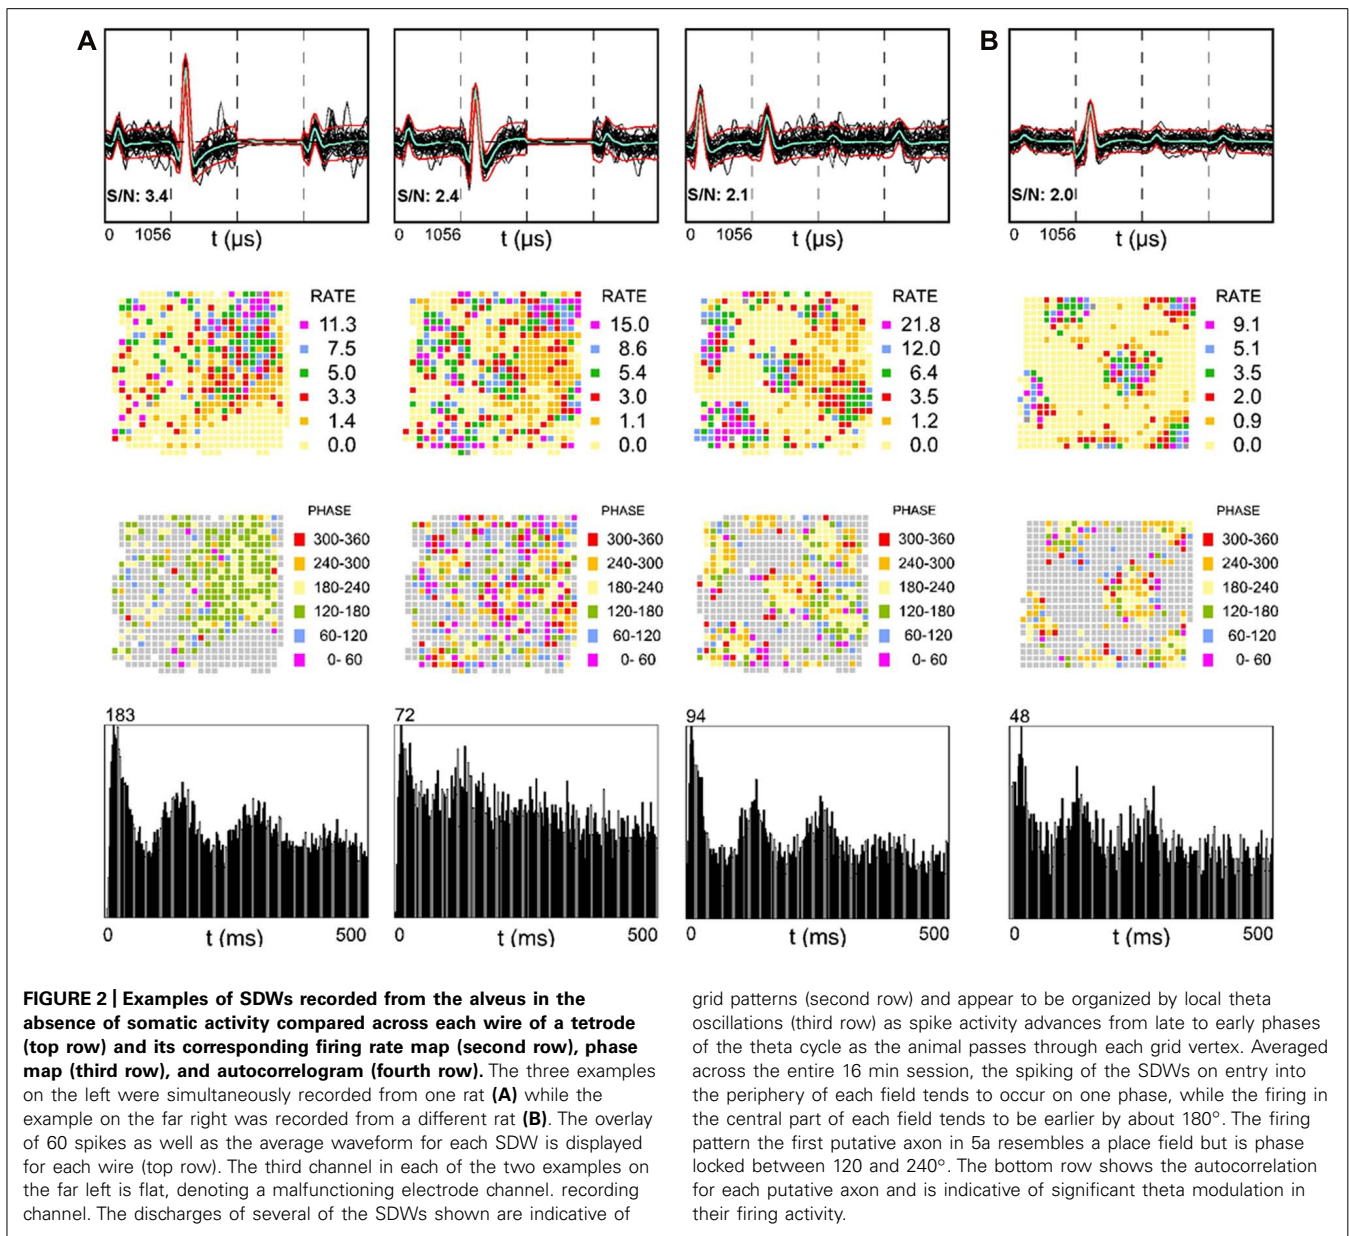 A
B
S/N: 3.4
S/N: 2.4
S/N: 2.1
S/N: 2.0
0 1056 t (µs)
0 1056 t (µs)
0 1056 t (µs)
0 1056 t (µs)
RATE
11.3
7.5
5.0
3.3
1.4
0.0
RATE
15.0
8.6
5.4
3.0
1.1
0.0
RATE
21.8
12.0
6.4
3.5
1.2
0.0
RATE
9.1
5.1
3.5
2.0
0.9
0.0
PHASE
300-360
240-300
180-240
120-180
60-120
0- 60
PHASE
300-360
240-300
180-240
120-180
60-120
0- 60
PHASE
300-360
240-300
180-240
120-180
60-120
0- 60
PHASE
300-360
240-300
180-240
120-180
60-120
0- 60
183
72
94
48
0 t (ms) 500
0 t (ms) 500
0 t (ms) 500
0 t (ms) 500
FIGURE 2 | Examples of SDWs recorded from the alveus in the
absence of somatic activity compared across each wire of a tetrode
(top row) and its corresponding firing rate map (second row), phase
map (third row), and autocorrelogram (fourth row). The three examples
on the left were simultaneously recorded from one rat (A) while the
example on the far right was recorded from a different rat (B). The overlay
of 60 spikes as well as the average waveform for each SDW is displayed
for each wire (top row). The third channel in each of the two examples on
the far left is flat, denoting a malfunctioning electrode channel. recording
channel. The discharges of several of the SDWs shown are indicative of
grid patterns (second row) and appear to be organized by local theta
oscillations (third row) as spike activity advances from late to early phases
of the theta cycle as the animal passes through each grid vertex. Averaged
across the entire 16 min session, the spiking of the SDWs on entry into
the periphery of each field tends to occur on one phase, while the firing in
the central part of each field tends to be earlier by about 180°. The firing
pattern the first putative axon in 5a resembles a place field but is phase
locked between 120 and 240°. The bottom row shows the autocorrelation
for each putative axon and is indicative of significant theta modulation in
their firing activity.